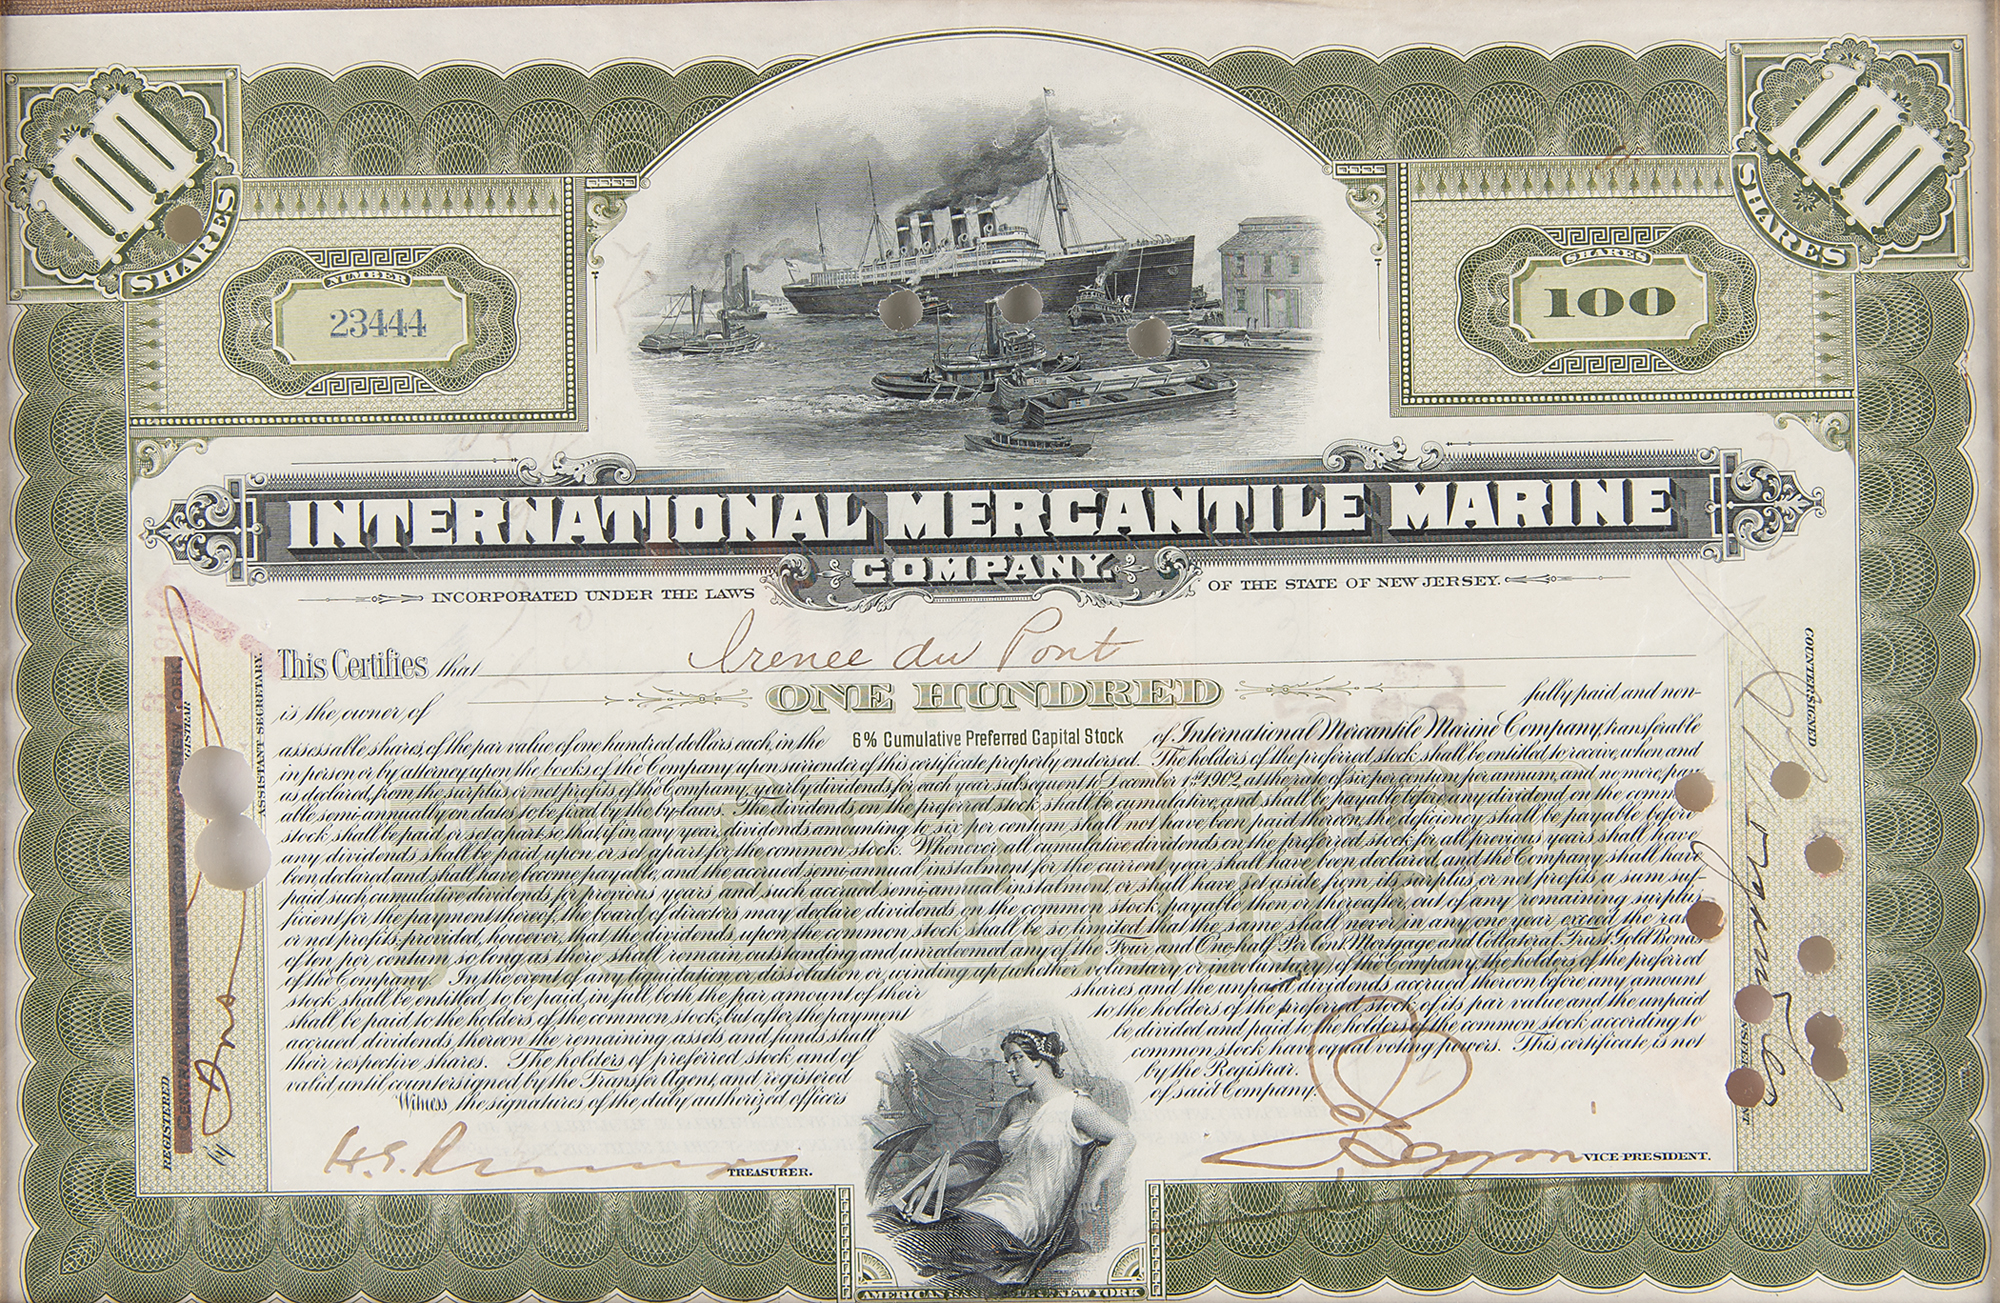 100
SHARES
100
SHARES
NUMBER
23444
SHARES
100
INTERNATIONAL MERCANTILE MARINE
COMPANY.
INCORPORATED UNDER THE LAWS OF THE STATE OF NEW JERSEY.
This Certifies that Irenee du Pont
is the owner of ONE HUNDRED fully paid and non-
assessable shares of the par value of one hundred dollars each, in the 6% Cumulative Preferred Capital Stock of International Mercantile Marine Company, transferable
in person or by attorney upon the books of the Company upon surrender of this certificate properly endorsed. The holders of the preferred stock shall be entitled to receive, when and
as declared, from the surplus or net profits of the Company, yearly dividends for each year subsequent to December 1st 1902, at the rate of six per centum per annum, and no more, pay-
able semi-annually on dates to be fixed by the by-laws. The dividends on the preferred stock shall be cumulative, and shall be payable before any dividend on the common
stock shall be paid or set apart, so that, if in any year, dividends amounting to six per centum, shall not have been paid thereon, the deficiency shall be payable before
any dividends shall be paid upon or set apart for the common stock. Whenever all cumulative dividends on the preferred stock for all previous years shall have
been declared and shall have become payable, and the accrued semi-annual instalment for the current year shall have been declared, and the Company shall have
paid such cumulative dividends for previous years and such accrued semi-annual instalment, or shall have set aside from its surplus or net profits a sum suf-
ficient for the payment thereof, the board of directors may declare dividends on the common stock, payable then or thereafter, out of any remaining surplus
or net profits, provided, however, that the dividends upon the common stock shall be so limited that the same shall never in any one year exceed the rate
of ten per centum so long as there shall remain outstanding and unredeemed any of the Four and One-half Per Cent. Mortgage and Collateral Trust Gold Bonds
of the Company. In the event of any liquidation or dissolution or winding up (whether voluntary or involuntary) of the Company, the holders of the preferred
stock shall be entitled to be paid in full both the par amount of their shares and the unpaid dividends accrued thereon before any amount
shall be paid to the holders of the common stock, but after the payment to the holders of the preferred stock of its par value and the unpaid
accrued dividends thereon the remaining assets and funds shall be divided and paid to the holders of the common stock according to
their respective shares. The holders of preferred stock and of common stock have equal voting powers. This certificate is not
valid until countersigned by the Transfer Agent, and registered by the Registrar.
Witness the signatures of the duly authorized officers of said Company.
TREASURER.
VICE-PRESIDENT.
REGISTERED
CENTRAL UNION TRUST COMPANY OF NEW YORK
REGISTRAR
by
ASSISTANT SECRETARY.
COUNTERSIGNED
AMERICAN NEW YORK